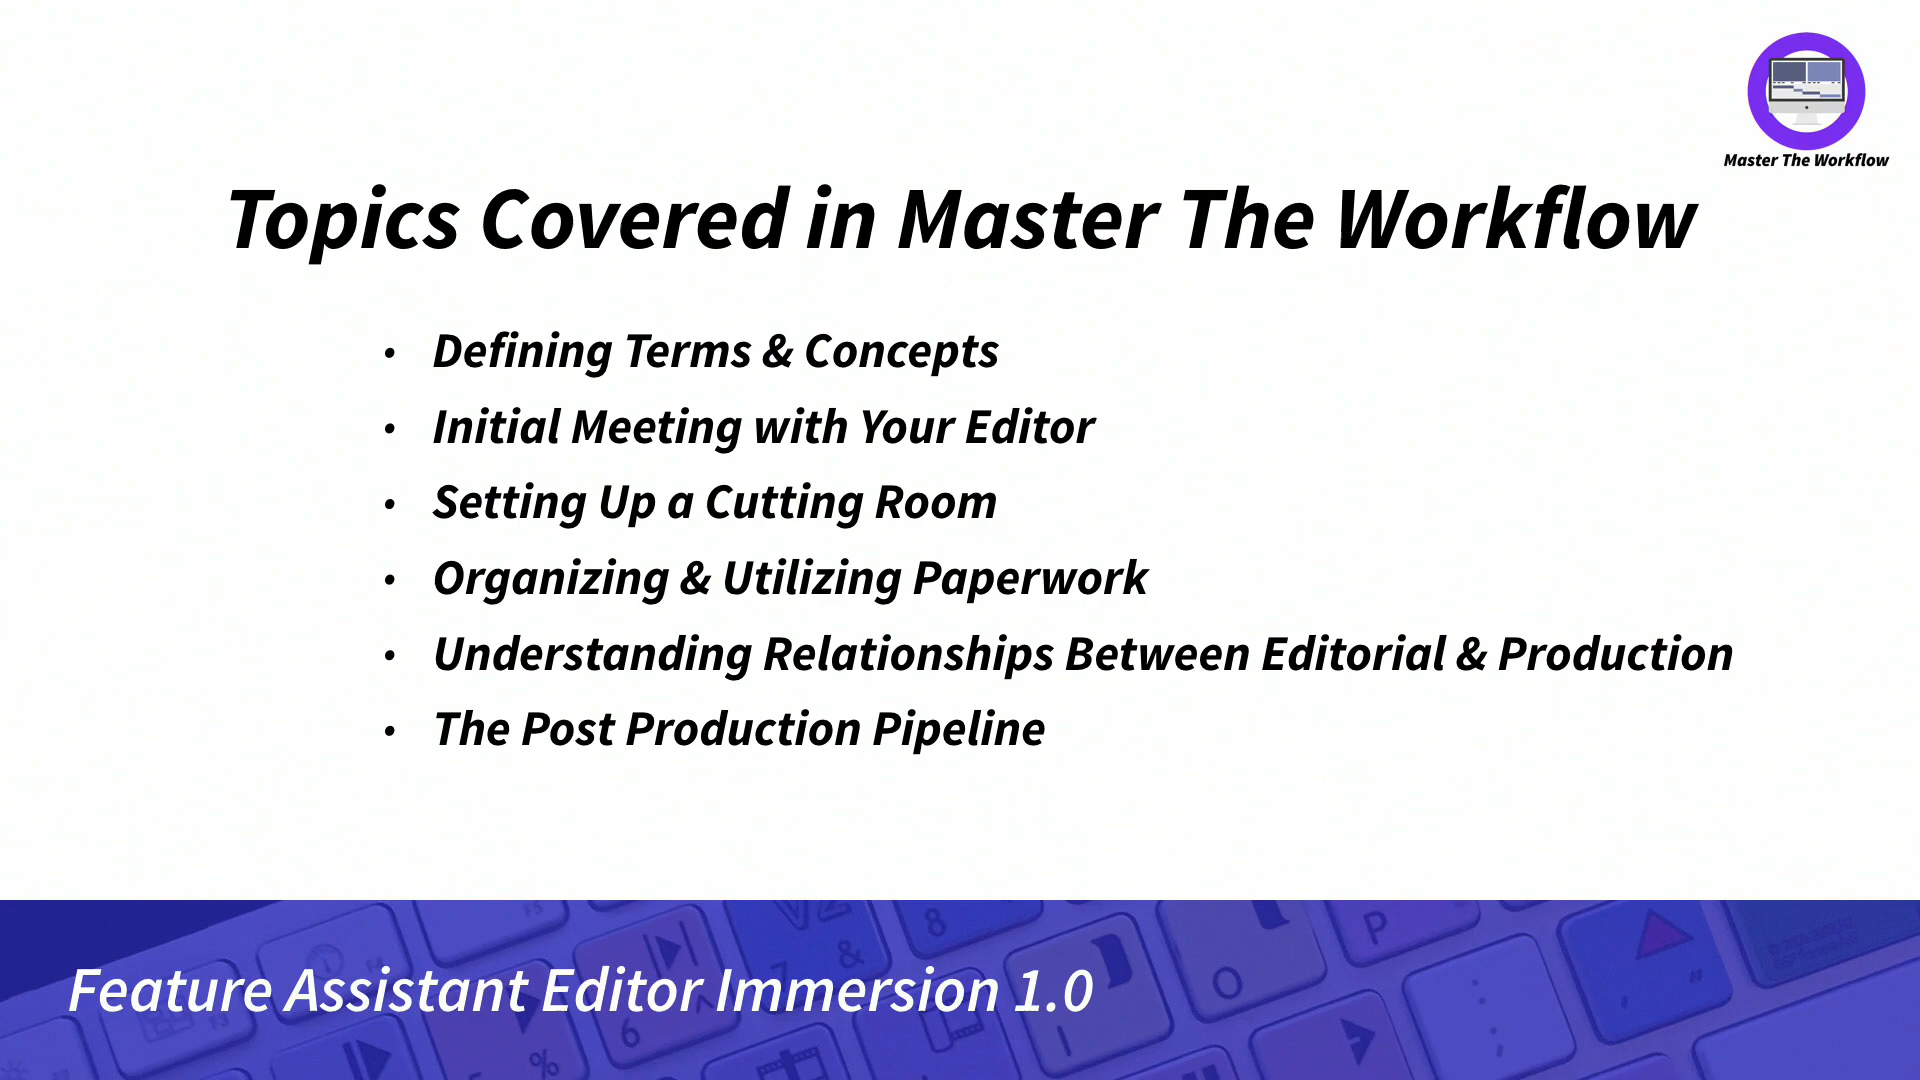 Master The Workflow
Topics Covered in Master The Workflow
• Defining Terms & Concepts
• Initial Meeting with Your Editor
• Setting Up a Cutting Room
• Organizing & Utilizing Paperwork
• Understanding Relationships Between Editorial & Production
• The Post Production Pipeline
Feature Assistant Editor Immersion 1.0